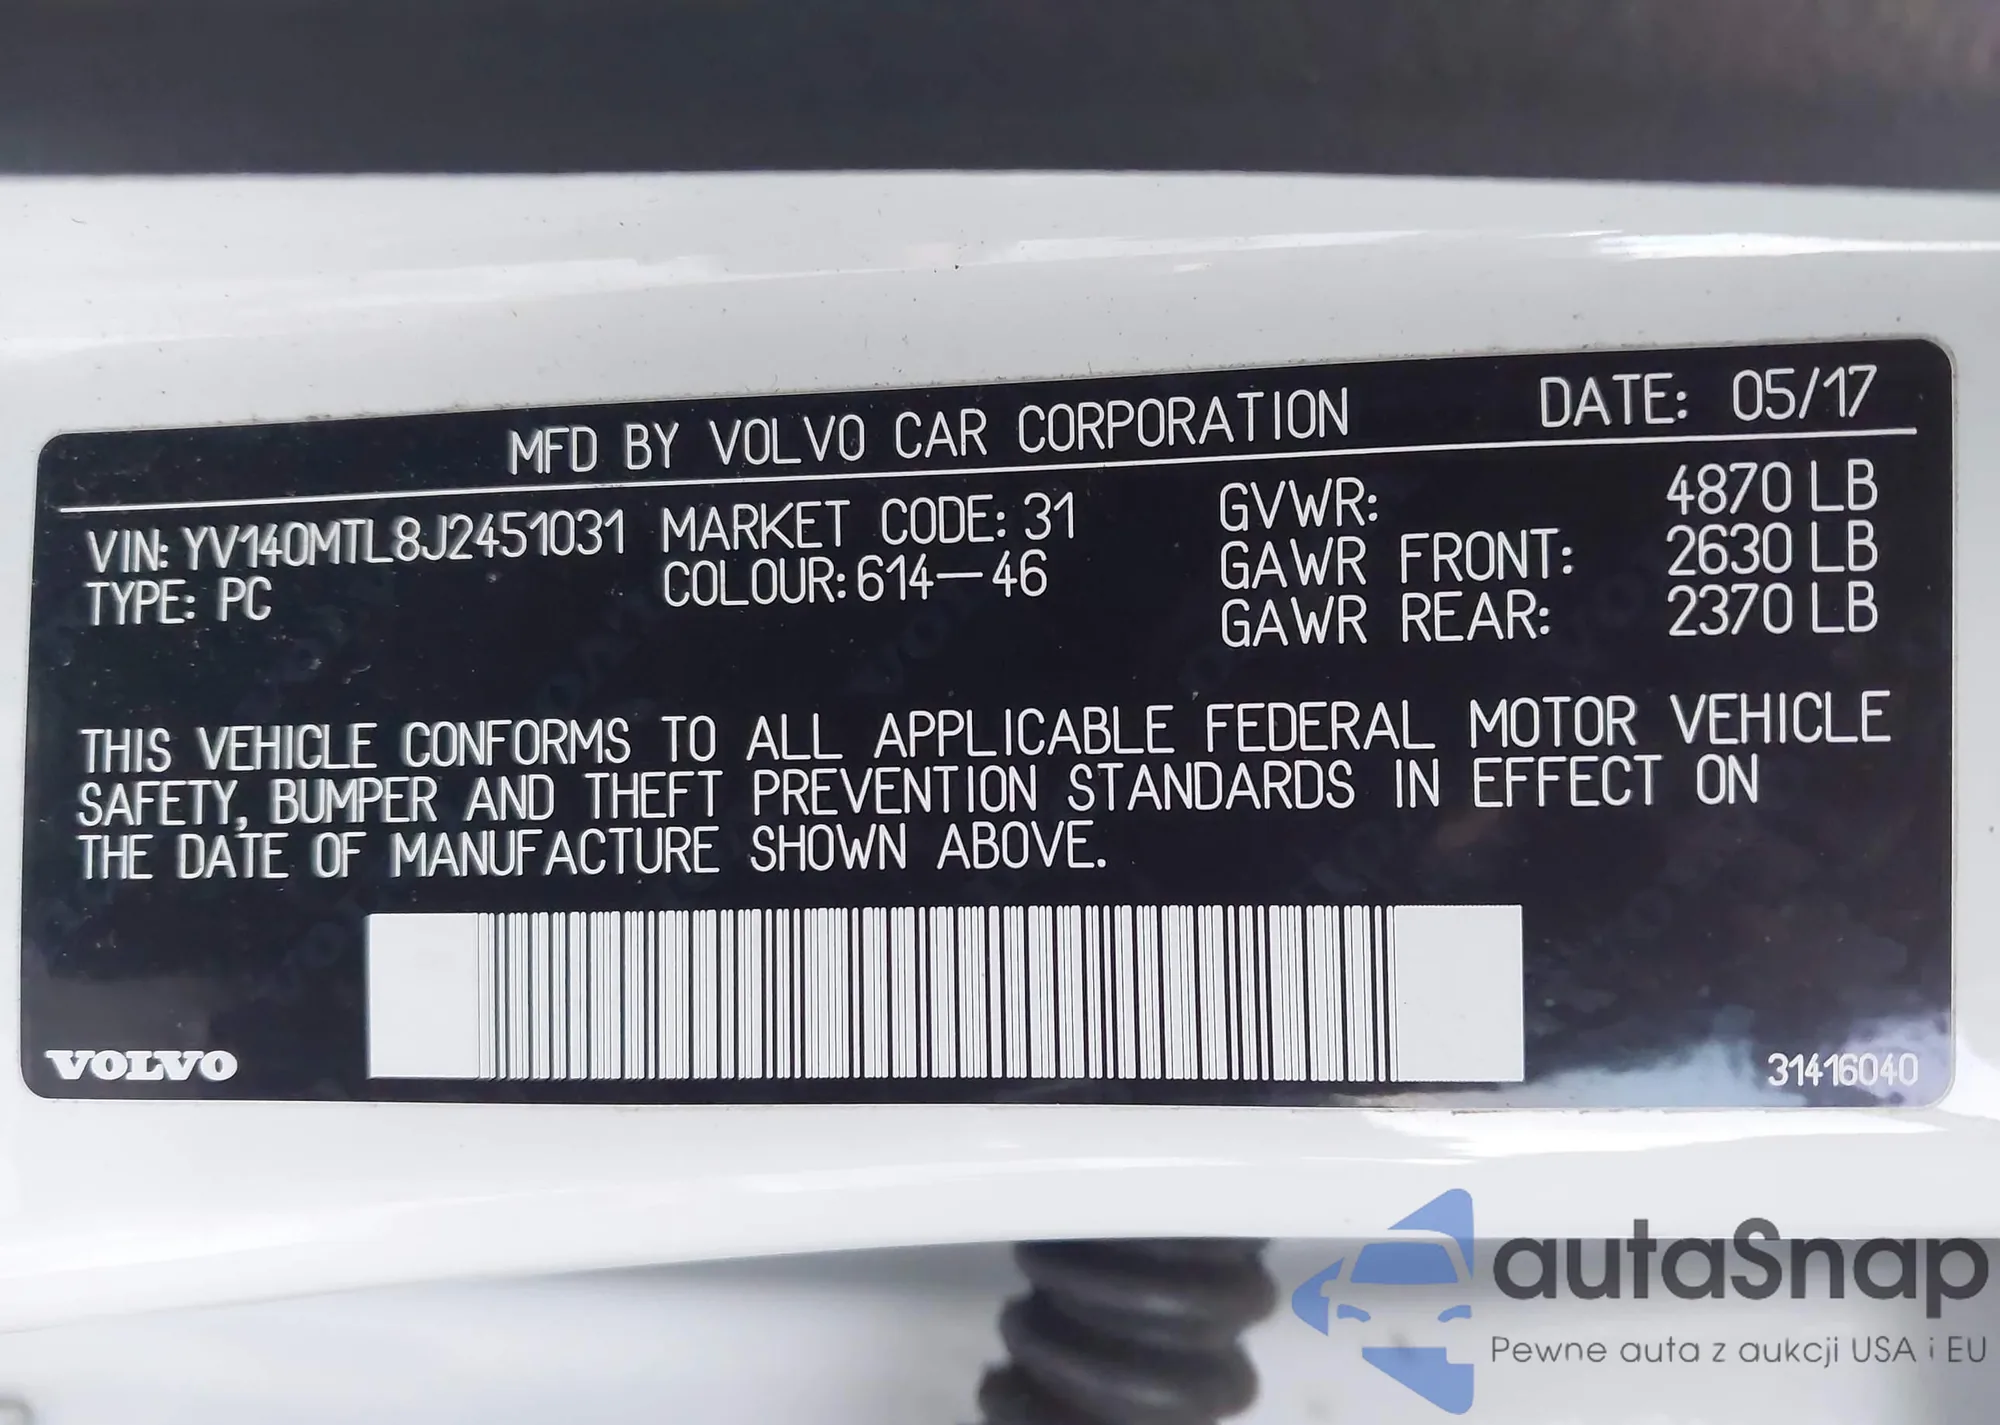 MFD BY VOLVO CAR CORPORATION DATE: 05/17
VIN: YV140MTL8J2451031 MARKET CODE: 31 GVWR: 4870 LB
TYPE: PC COLOUR: 614-46 GAWR FRONT: 2630 LB
GAWR REAR: 2370 LB
THIS VEHICLE CONFORMS TO ALL APPLICABLE FEDERAL MOTOR VEHICLE
SAFETY, BUMPER AND THEFT PREVENTION STANDARDS IN EFFECT ON
THE DATE OF MANUFACTURE SHOWN ABOVE.
VOLVO
31416040
autaSnap
Pewne auta z aukcji USA i EU